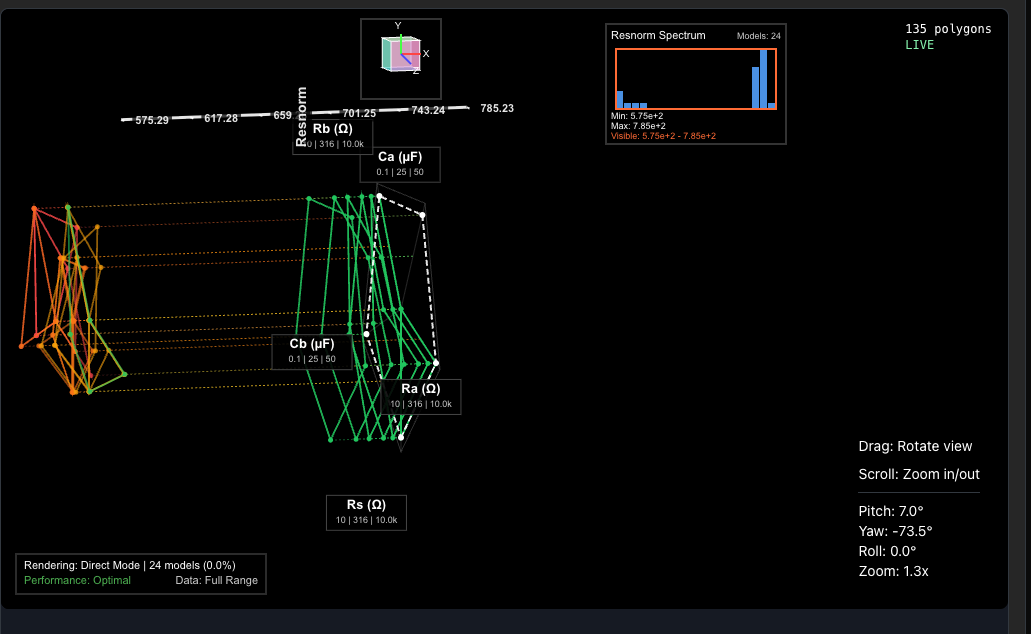 Y
X
Z
Resnorm Spectrum
Models: 24
Min: 5.75e+2
Max: 7.85e+2
Visible: 5.75e+2 - 7.85e+2
135 polygons
LIVE
575.29
617.28
659
701.25
743.24
785.23
Resnorm
Rb (Ω)
0 | 316 | 10.0k
Ca (µF)
0.1 | 25 | 50
Cb (µF)
0.1 | 25 | 50
Ra (Ω)
10 | 316 | 10.0k
Rs (Ω)
10 | 316 | 10.0k
Drag: Rotate view
Scroll: Zoom in/out
Pitch: 7.0°
Yaw: -73.5°
Roll: 0.0°
Zoom: 1.3x
Rendering: Direct Mode | 24 models (0.0%)
Performance: Optimal
Data: Full Range